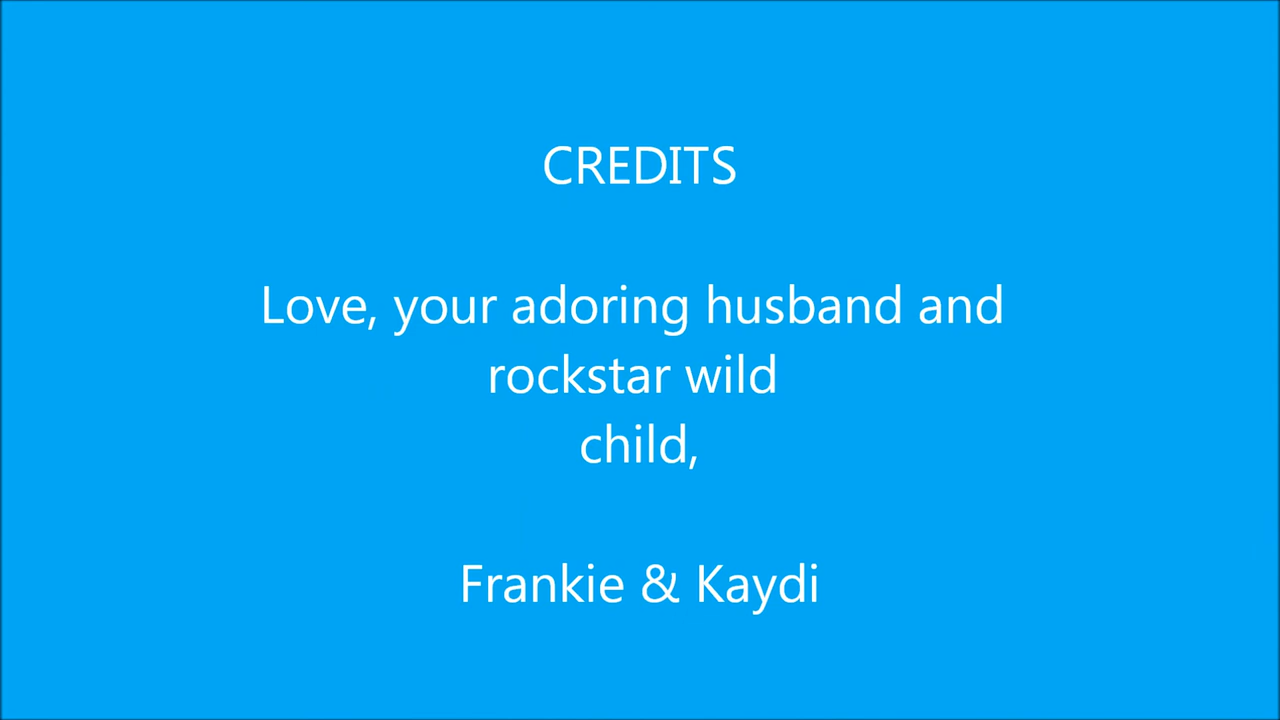 CREDITS
Love, your adoring husband and
rockstar wild
child,
Frankie & Kaydi